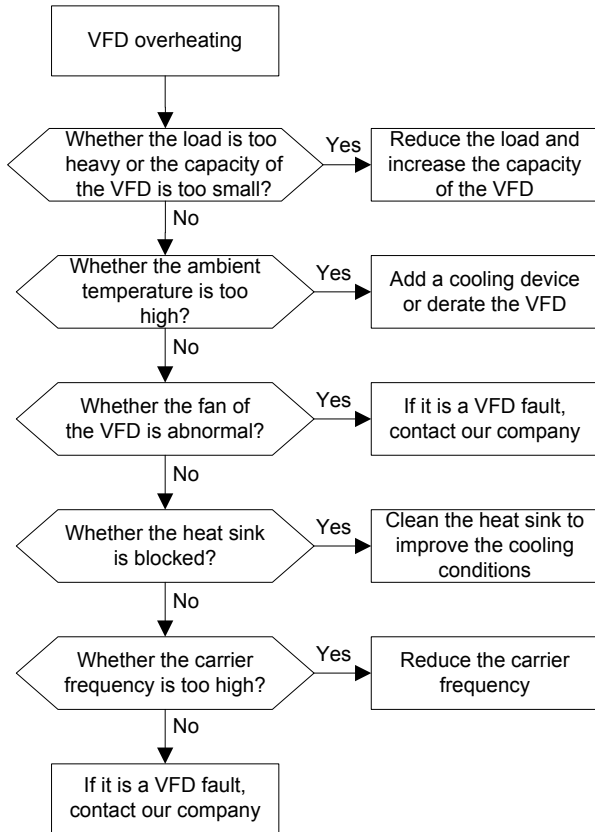 VFD overheating
Whether the load is too
heavy or the capacity of
the VFD is too small?
Yes
Reduce the load and
increase the capacity
of the VFD
No
Whether the ambient
temperature is too
high?
Yes
Add a cooling device
or derate the VFD
No
Whether the fan of
the VFD is abnormal?
Yes
If it is a VFD fault,
contact our company
No
Whether the heat sink
is blocked?
Yes
Clean the heat sink to
improve the cooling
conditions
No
Whether the carrier
frequency is too high?
Yes
Reduce the carrier
frequency
No
If it is a VFD fault,
contact our company